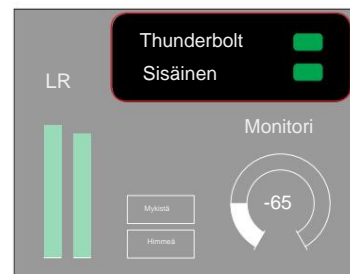 Thunderbolt
Sisäinen
LR
Monitori
-65
Mykistä
Himmeä